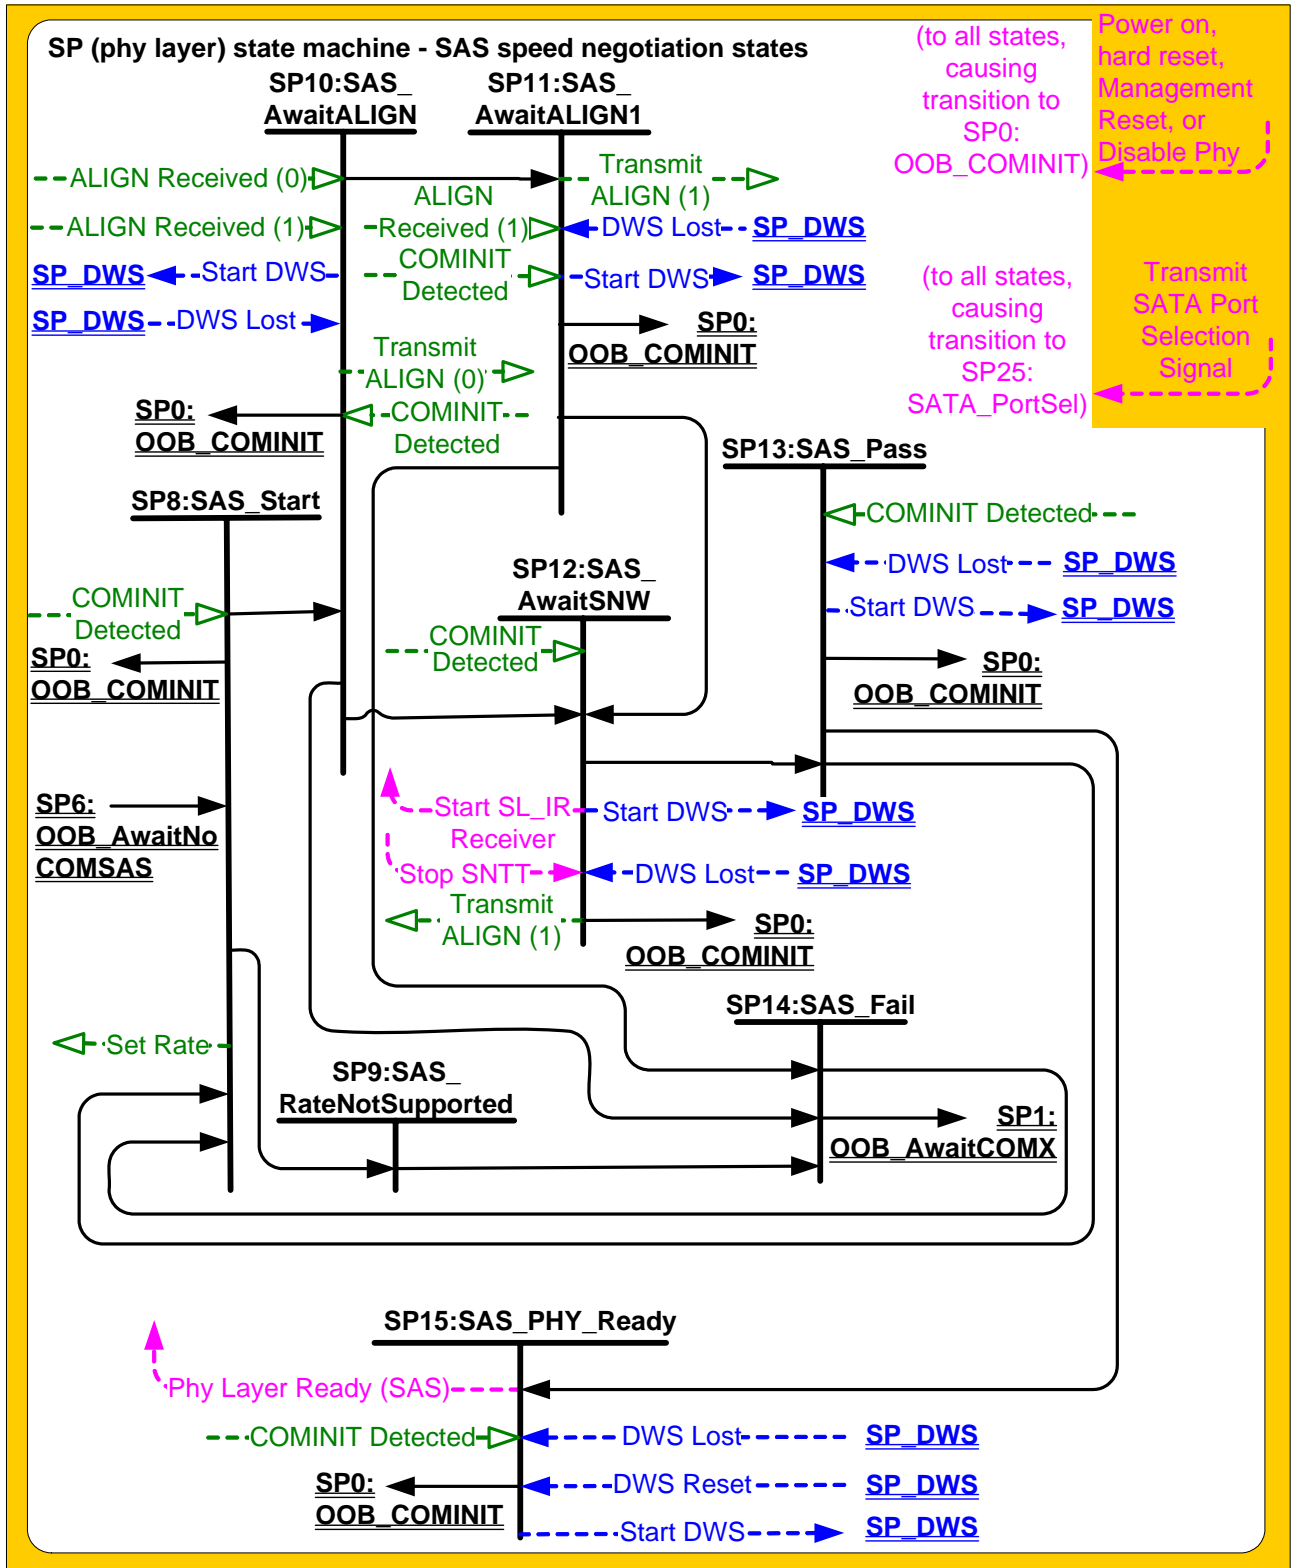 SP (phy layer) state machine - SAS speed negotiation states
(to all states,
causing
transition to
SP0:
OOB_COMINIT)
Power on,
hard reset,
Management
Reset, or
Disable Phy
SP10:SAS_
AwaitALIGN
SP11:SAS_
AwaitALIGN1
ALIGN Received (0)
ALIGN Received (1)
SP_DWS
Start DWS
SP_DWS
DWS Lost
ALIGN
Received (1)
COMINIT
Detected
Transmit
ALIGN (1)
DWS Lost
SP_DWS
Start DWS
SP_DWS
SP0:
OOB_COMINIT
Transmit
ALIGN (0)
COMINIT
Detected
SP0:
OOB_COMINIT
(to all states,
causing
transition to
SP25:
SATA_PortSel)
Transmit
SATA Port
Selection
Signal
SP13:SAS_Pass
COMINIT Detected
DWS Lost
SP_DWS
Start DWS
SP_DWS
SP0:
OOB_COMINIT
SP8:SAS_Start
COMINIT
Detected
SP0:
OOB_COMINIT
SP6:
OOB_AwaitNo
COMSAS
Set Rate
SP12:SAS_
AwaitSNW
COMINIT
Detected
Start SL_IR
Receiver
Start DWS
SP_DWS
Stop SNTT
DWS Lost
SP_DWS
Transmit
ALIGN (1)
SP0:
OOB_COMINIT
SP14:SAS_Fail
SP9:SAS_
RateNotSupported
SP1:
OOB_AwaitCOMX
SP15:SAS_PHY_Ready
Phy Layer Ready (SAS)
COMINIT Detected
DWS Lost
SP_DWS
SP0:
OOB_COMINIT
DWS Reset
SP_DWS
Start DWS
SP_DWS